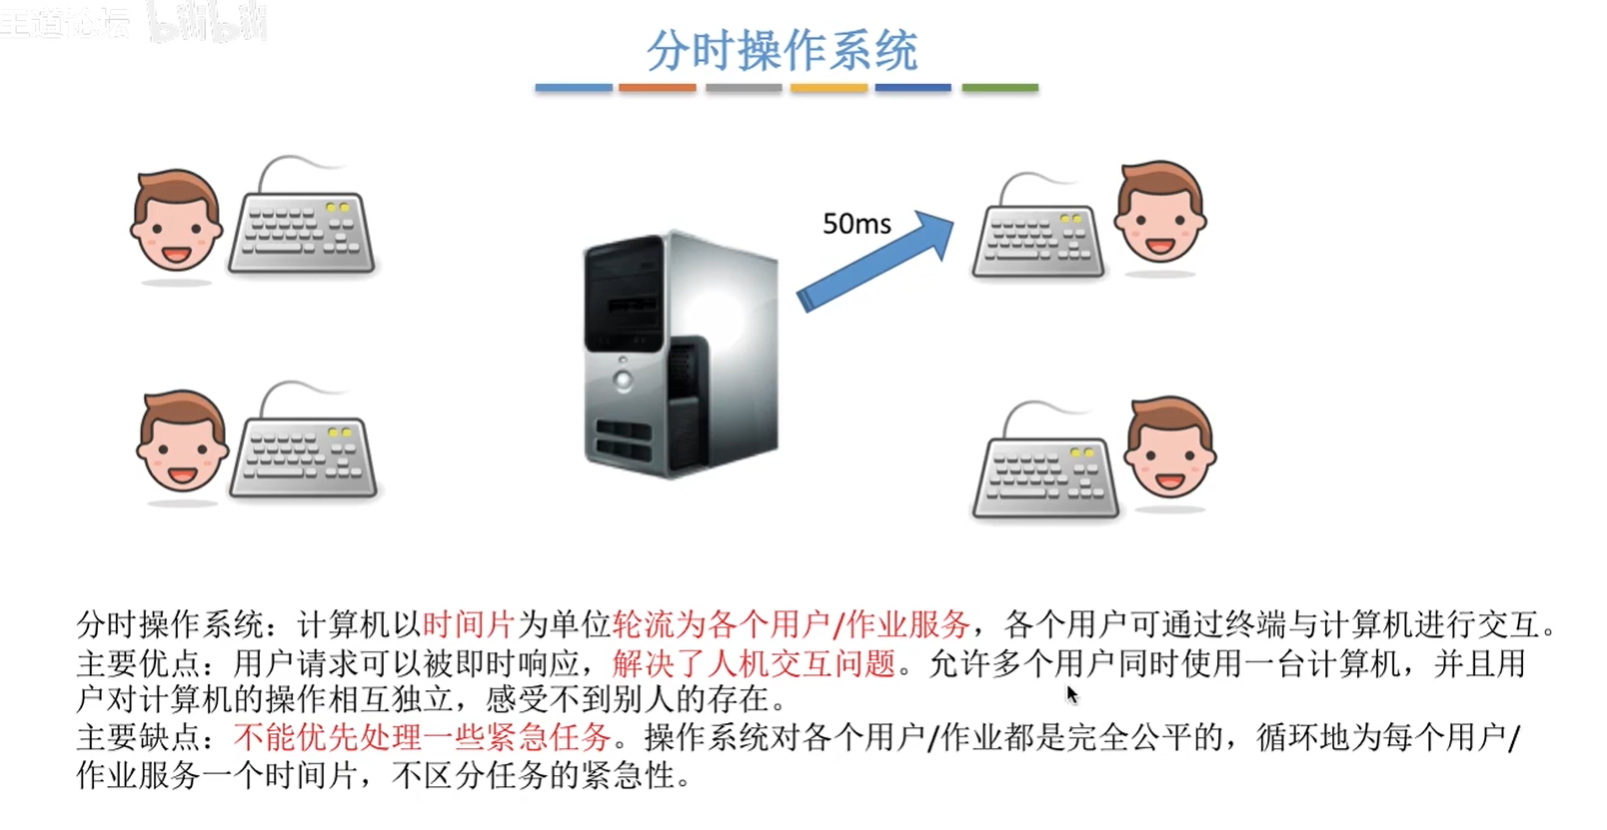 王道论坛 bilibili
分时操作系统
50ms
分时操作系统：计算机以时间片为单位轮流为各个用户/作业服务，各个用户可通过终端与计算机进行交互。
主要优点：用户请求可以被即时响应，解决了人机交互问题。允许多个用户同时使用一台计算机，并且用
户对计算机的操作相互独立，感受不到别人的存在。
主要缺点：不能优先处理一些紧急任务。操作系统对各个用户/作业都是完全公平的，循环地为每个用户/
作业服务一个时间片，不区分任务的紧急性。